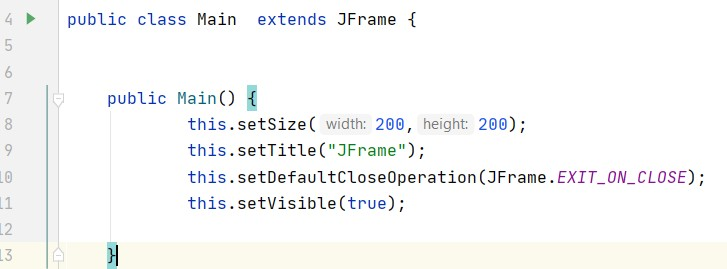 4 public class Main  extends JFrame {
5
6
7 public Main() {
8 this.setSize( width: 200, height: 200);
9 this.setTitle("JFrame");
10 this.setDefaultCloseOperation(JFrame.EXIT_ON_CLOSE);
11 this.setVisible(true);
12
13 }